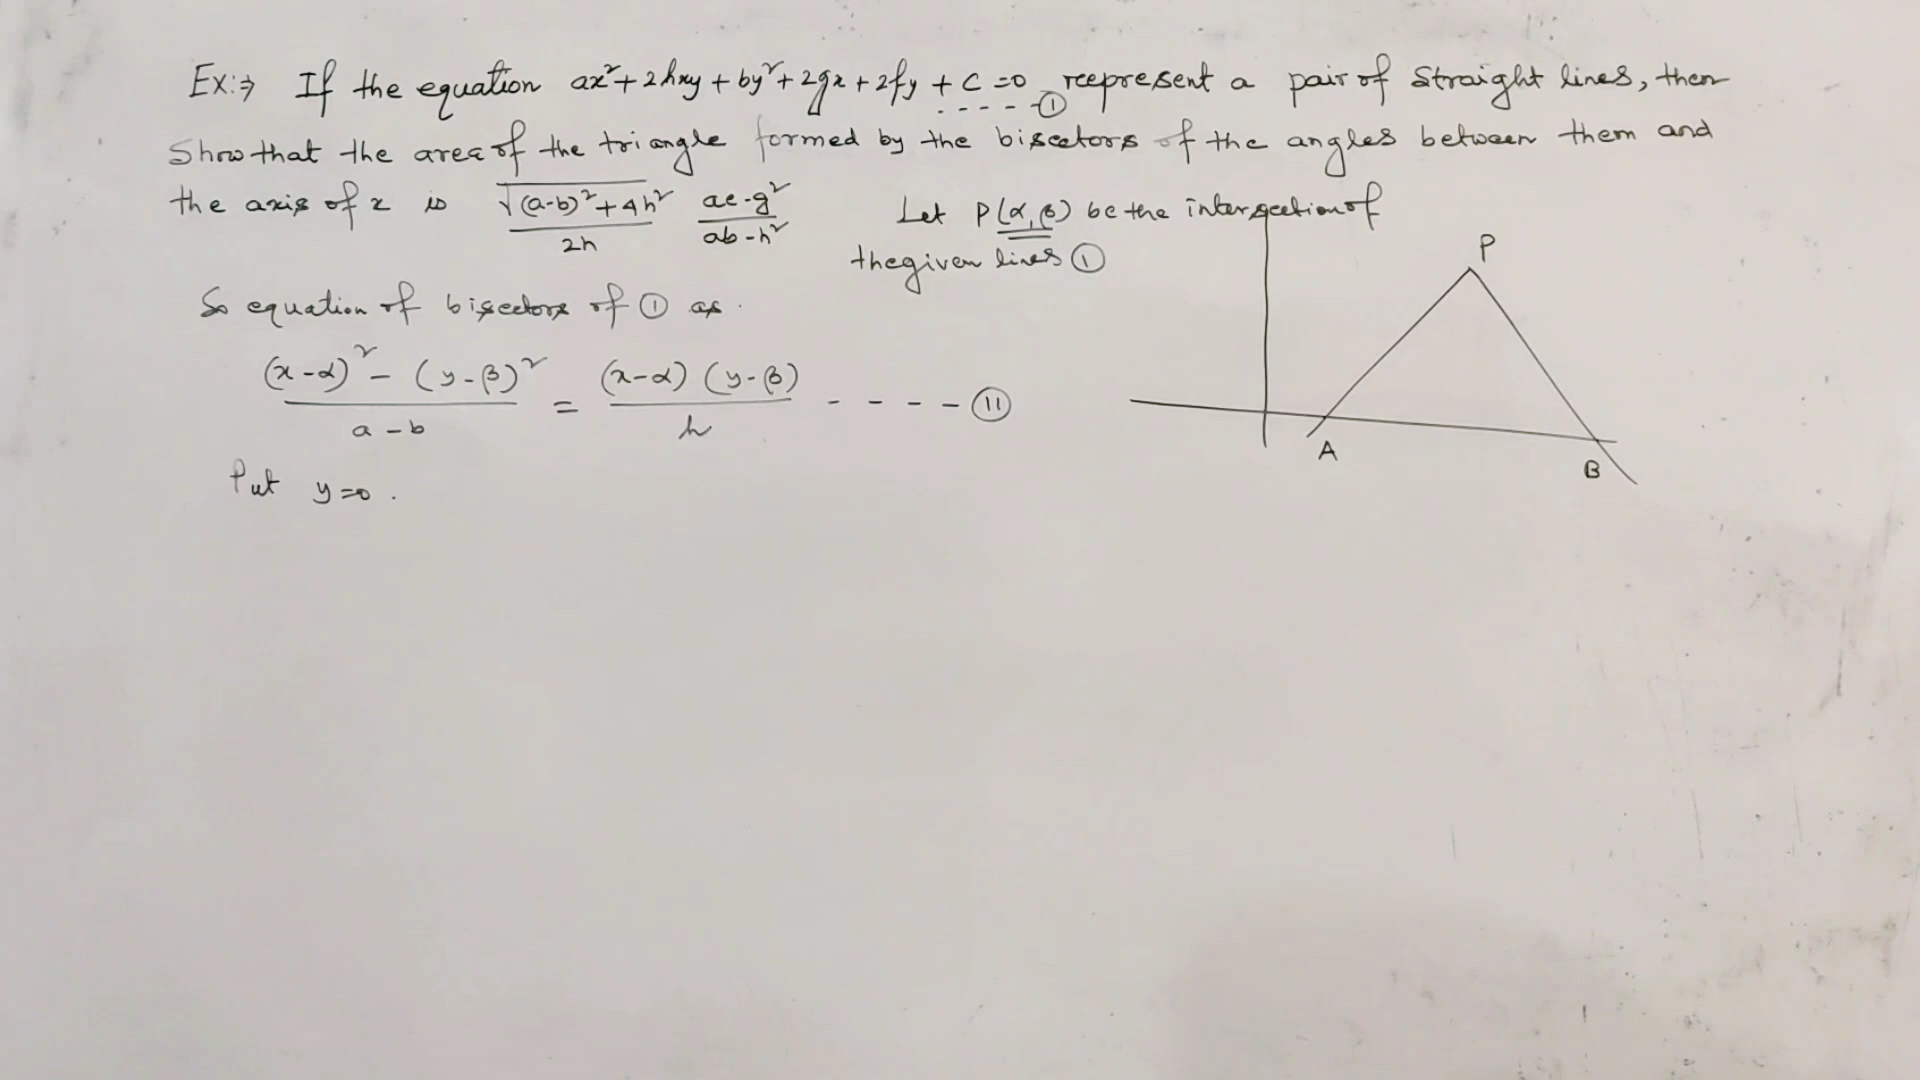 Ex:⇒ If the equation ax²+2hxy+by²+2gx+2fy+c=0 reepresent a pair of straight lines, then
- - - - ①
Show that the area of the triangle formed by the bisectors of the angles between them and
the axis of x is √(a-b)²+4h² / 2h ac-g² / ab-h²
Let P(α,β) be the intersection of
the given lines ①
So equation of bisectors of ① as
(x-α)² - (y-β)² / a-b = (x-α)(y-β) / h - - - - ⑪
Put y=0.
P
A
B